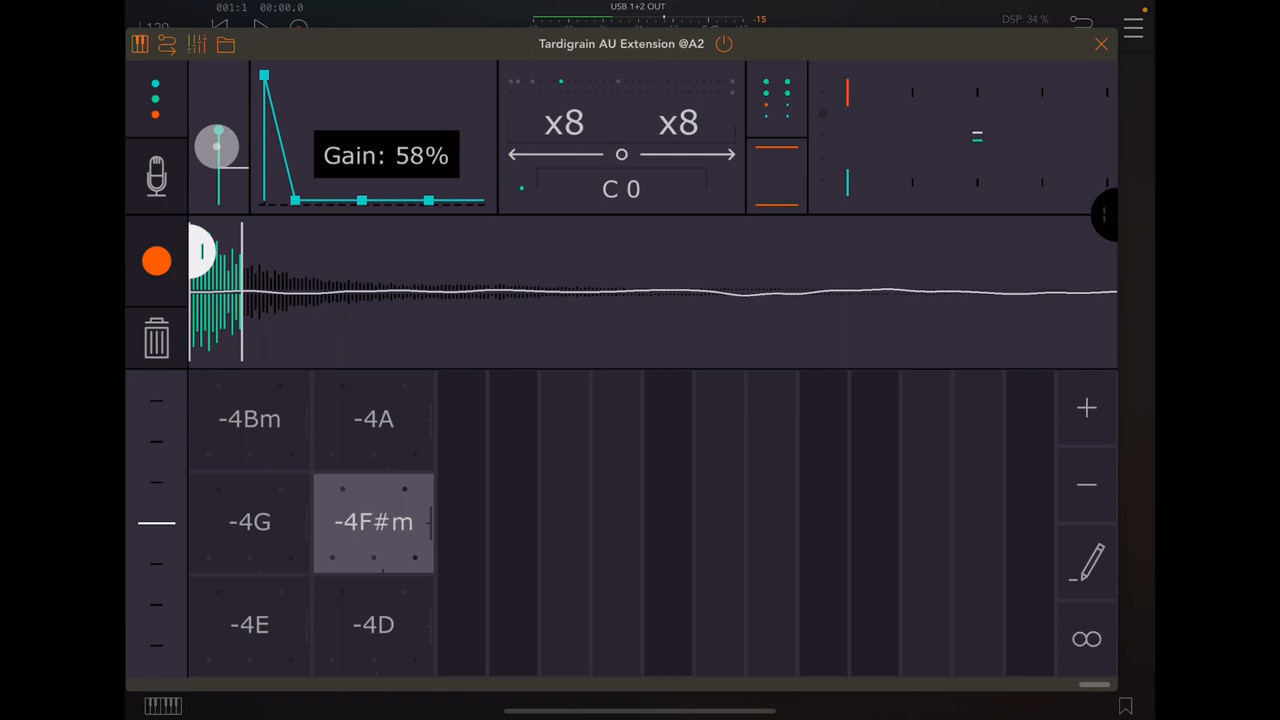 001:1 00:00.0
USB 1+2 OUT
-15
DSP: 34 %
Tardigrain AU Extension @A2
x8 x8
Gain: 58%
C 0
-4Bm -4A
-4G -4F#m
-4E -4D